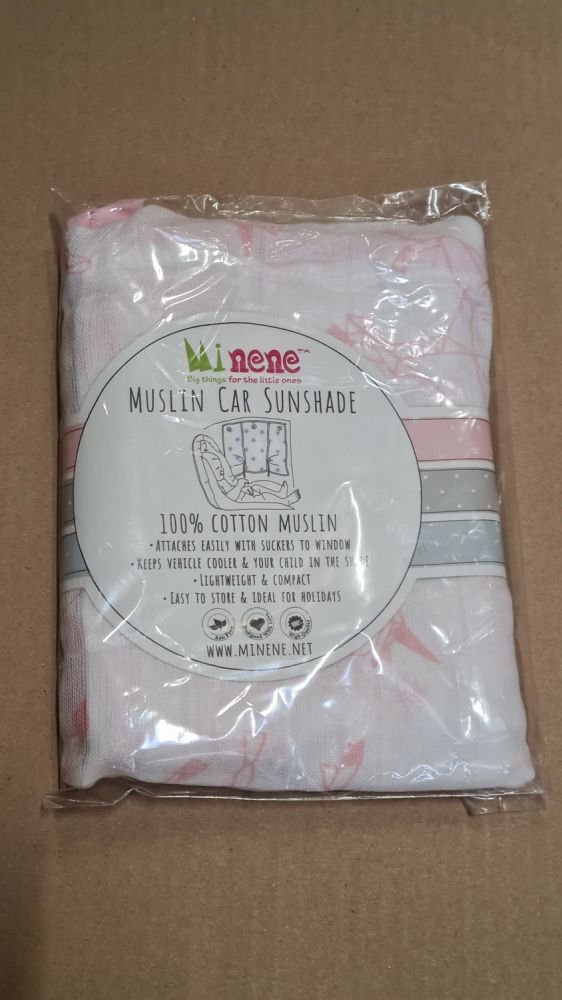 Minene™
Big things for the little ones
MUSLIN CAR SUNSHADE
100% COTTON MUSLIN
• ATTACHES EASILY WITH SUCKERS TO WINDOW
• KEEPS VEHICLE COOLER & YOUR CHILD IN THE SHADE
• LIGHTWEIGHT & COMPACT
• EASY TO STORE & IDEAL FOR HOLIDAYS
WWW.MINENE.NET